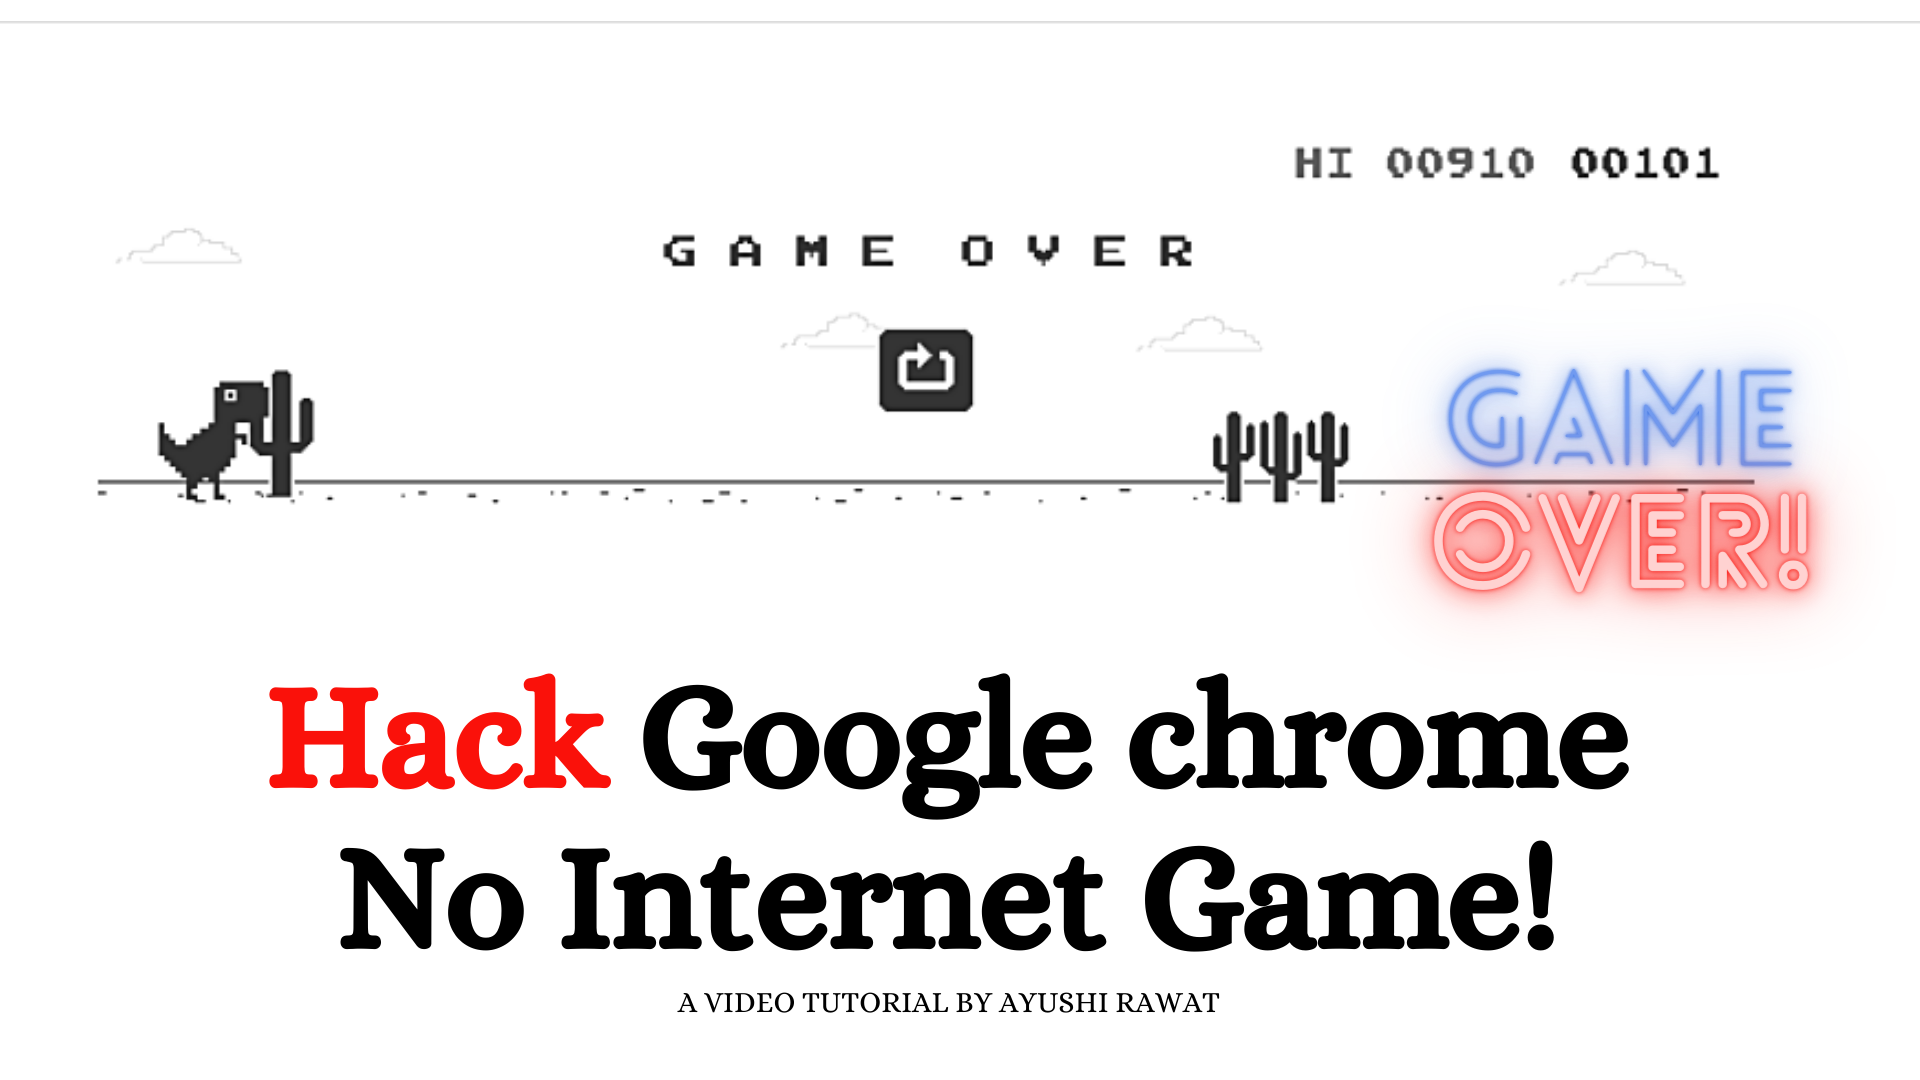 HI 00910 00101
GAME OVER
GAME
OVER!!
Hack Google chrome
No Internet Game!
A VIDEO TUTORIAL BY AYUSHI RAWAT